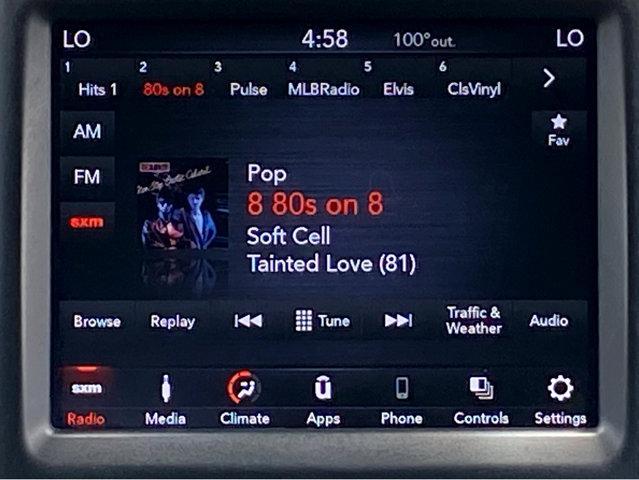 LO 4:58 100°out. LO
1 2 3 4 5 6
Hits 1 80s on 8 Pulse MLBRadio Elvis ClsVinyl
AM
Fav
FM
Pop
8 80s on 8
sxm
Soft Cell
Tainted Love (81)
Browse Replay Tune Traffic & Weather Audio
sxm
Radio Media Climate Apps Phone Controls Settings